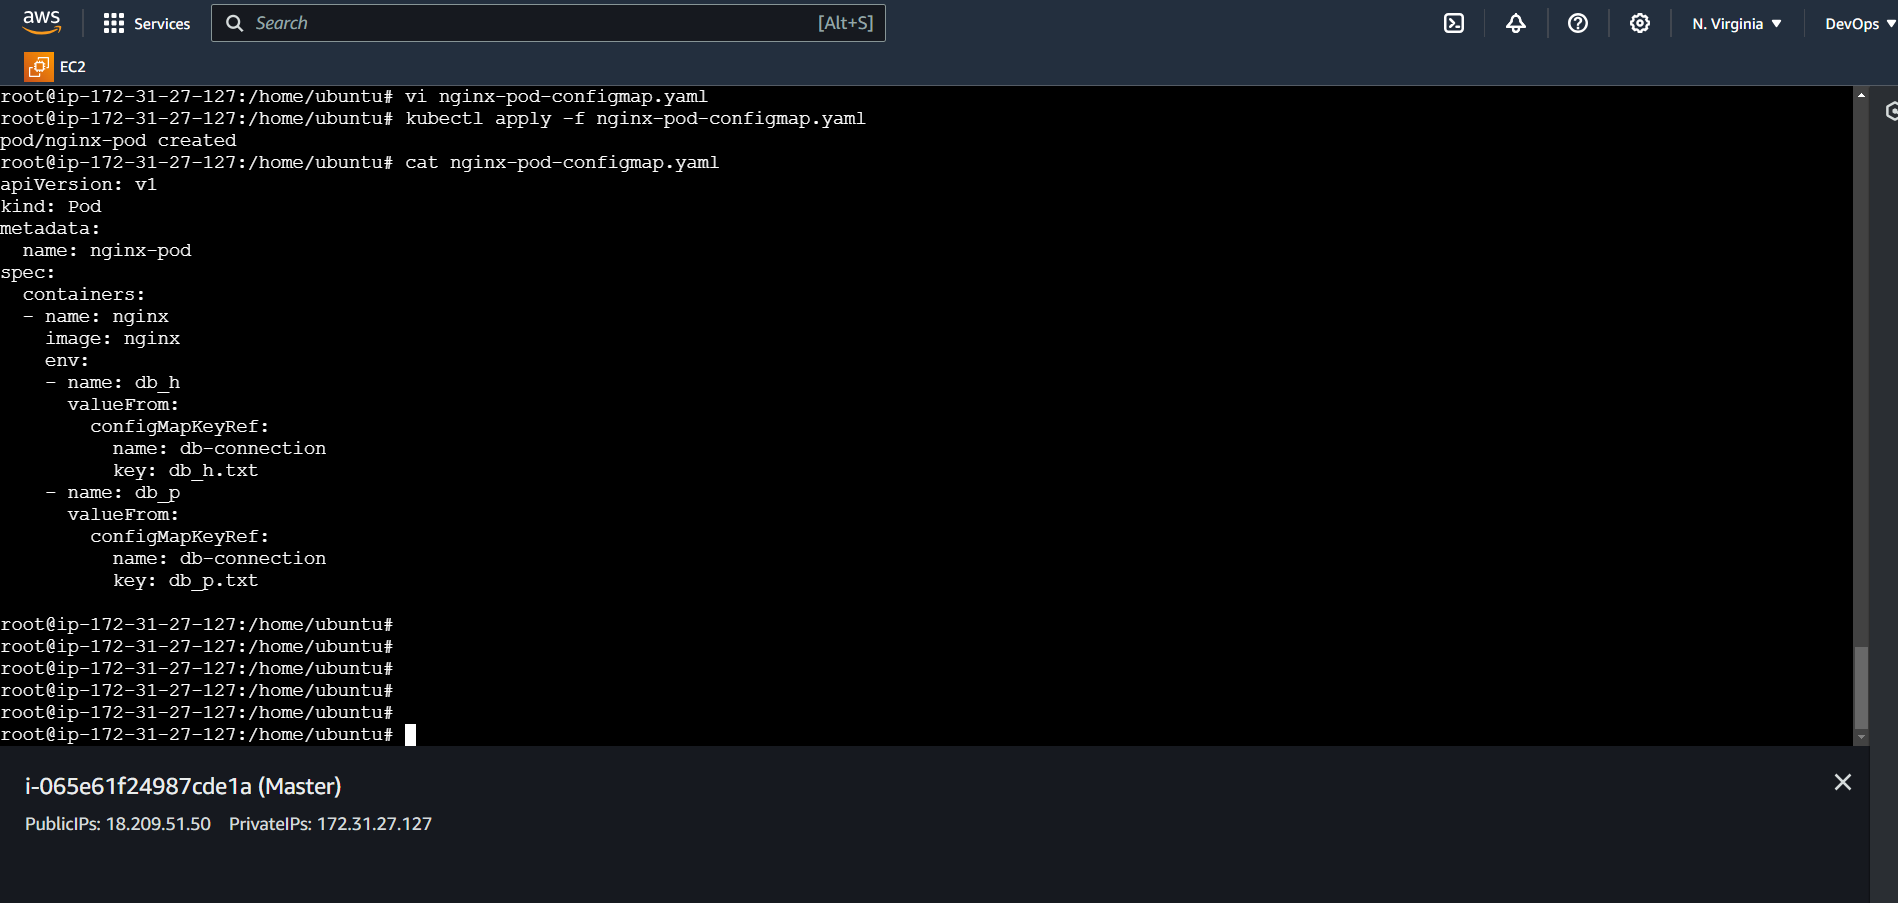 aws
Services
Search
[Alt+S]
N. Virginia
DevOps
EC2
root@ip-172-31-27-127:/home/ubuntu# vi nginx-pod-configmap.yaml
root@ip-172-31-27-127:/home/ubuntu# kubectl apply -f nginx-pod-configmap.yaml
pod/nginx-pod created
root@ip-172-31-27-127:/home/ubuntu# cat nginx-pod-configmap.yaml
apiVersion: v1
kind: Pod
metadata:
  name: nginx-pod
spec:
  containers:
  - name: nginx
    image: nginx
    env:
    - name: db_h
      valueFrom:
        configMapKeyRef:
          name: db-connection
          key: db_h.txt
    - name: db_p
      valueFrom:
        configMapKeyRef:
          name: db-connection
          key: db_p.txt
root@ip-172-31-27-127:/home/ubuntu#
root@ip-172-31-27-127:/home/ubuntu#
root@ip-172-31-27-127:/home/ubuntu#
root@ip-172-31-27-127:/home/ubuntu#
root@ip-172-31-27-127:/home/ubuntu#
root@ip-172-31-27-127:/home/ubuntu#
i-065e61f24987cde1a (Master)
PublicIPs: 18.209.51.50 PrivateIPs: 172.31.27.127